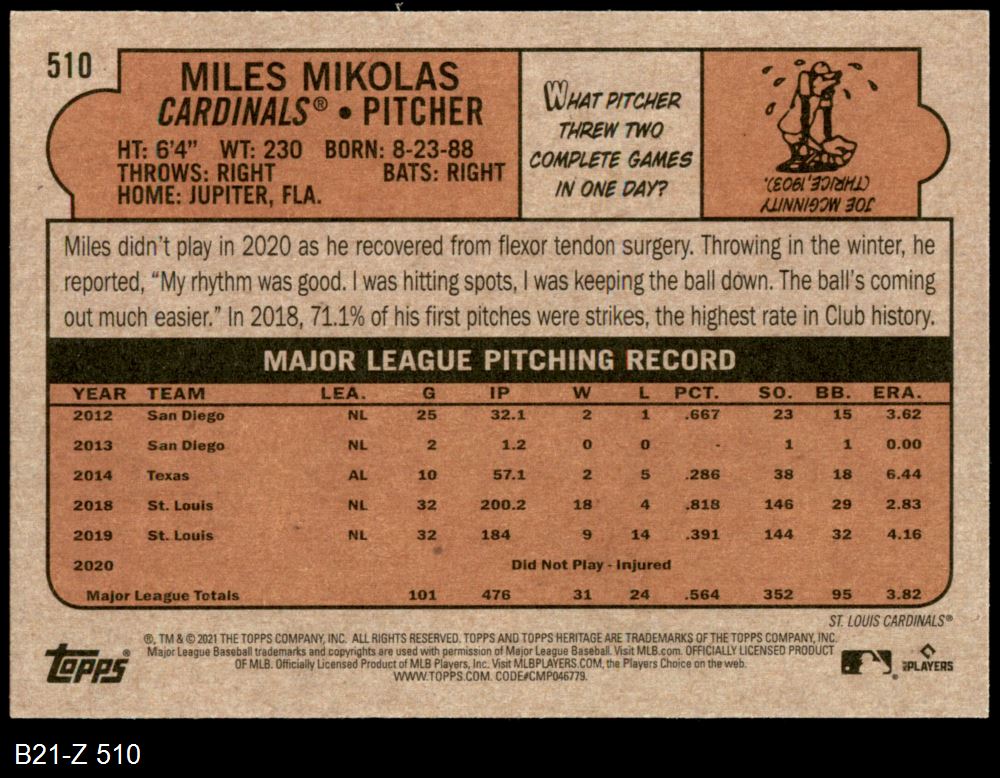 510
MILES MIKOLAS
CARDINALS® • PITCHER
HT: 6'4" WT: 230 BORN: 8-23-88
THROWS: RIGHT BATS: RIGHT
HOME: JUPITER, FLA.
WHAT PITCHER
THREW TWO
COMPLETE GAMES
IN ONE DAY?
JOE MCGINNITY
(THRICE, 1903).
Miles didn't play in 2020 as he recovered from flexor tendon surgery. Throwing in the winter, he
reported, "My rhythm was good. I was hitting spots, I was keeping the ball down. The ball's coming
out much easier." In 2018, 71.1% of his first pitches were strikes, the highest rate in Club history.
MAJOR LEAGUE PITCHING RECORD
YEAR TEAM LEA. G IP W L PCT. SO. BB. ERA.
2012 San Diego NL 25 32.1 2 1 .667 23 15 3.62
2013 San Diego NL 2 1.2 0 0 - 1 1 0.00
2014 Texas AL 10 57.1 2 5 .286 38 18 6.44
2018 St. Louis NL 32 200.2 18 4 .818 146 29 2.83
2019 St. Louis NL 32 184 9 14 .391 144 32 4.16
2020 Did Not Play - Injured
Major League Totals 101 476 31 24 .564 352 95 3.82
ST. LOUIS CARDINALS®
Topps®
®, TM & © 2021 THE TOPPS COMPANY, INC. ALL RIGHTS RESERVED. TOPPS AND TOPPS HERITAGE ARE TRADEMARKS OF THE TOPPS COMPANY, INC.
Major League Baseball trademarks and copyrights are used with permission of Major League Baseball. Visit MLB.com. OFFICIALLY LICENSED PRODUCT
OF MLB. Officially Licensed Product of MLB Players, Inc. Visit MLBPLAYERS.COM, the Players Choice on the web.
WWW.TOPPS.COM. CODE#CMP046779.
PLAYERS
B21-Z 510